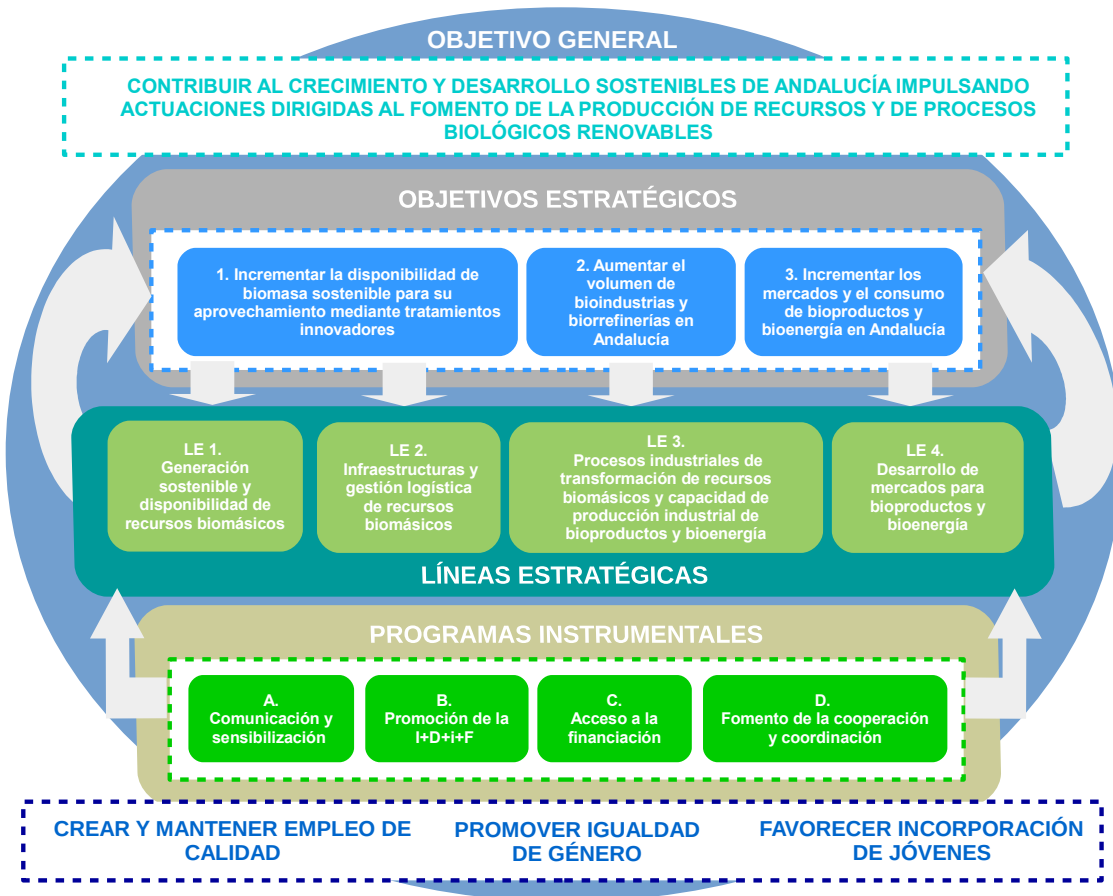 OBJETIVO GENERAL
CONTRIBUIR AL CRECIMIENTO Y DESARROLLO SOSTENIBLES DE ANDALUCÍA IMPULSANDO
ACTUACIONES DIRIGIDAS AL FOMENTO DE LA PRODUCCIÓN DE RECURSOS Y DE PROCESOS
BIOLÓGICOS RENOVABLES
OBJETIVOS ESTRATÉGICOS
1. Incrementar la disponibilidad de
biomasa sostenible para su
aprovechamiento mediante tratamientos
innovadores
2. Aumentar el
volumen de
bioindustrias y
biorrefinerías en
Andalucía
3. Incrementar los
mercados y el consumo
de bioproductos y
bioenergía en Andalucía
LE 1.
Generación
sostenible y
disponibilidad de
recursos biomásicos
LE 2.
Infraestructuras y
gestión logística
de recursos
biomásicos
LE 3.
Procesos industriales de
transformación de recursos
biomásicos y capacidad de
producción industrial de
bioproductos y bioenergía
LE 4.
Desarrollo de
mercados para
bioproductos y
bioenergía
LÍNEAS ESTRATÉGICAS
PROGRAMAS INSTRUMENTALES
A.
Comunicación y
sensibilización
B.
Promoción de la
I+D+i+F
C.
Acceso a la
financiación
D.
Fomento de la cooperación
y coordinación
CREAR Y MANTENER EMPLEO DE
CALIDAD
PROMOVER IGUALDAD
DE GÉNERO
FAVORECER INCORPORACIÓN
DE JÓVENES